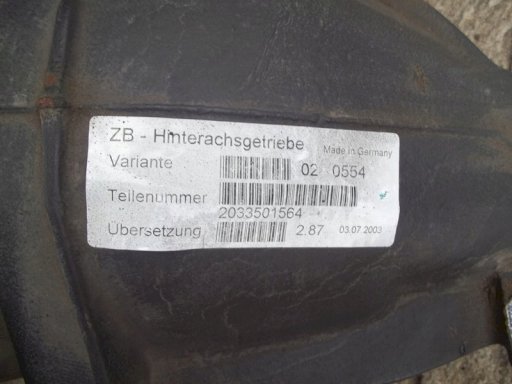 ZB - Hinterachsgetriebe Made in Germany
Variante 02 0554
Teilenummer
2033501564
Übersetzung 2.87 03.07.2003